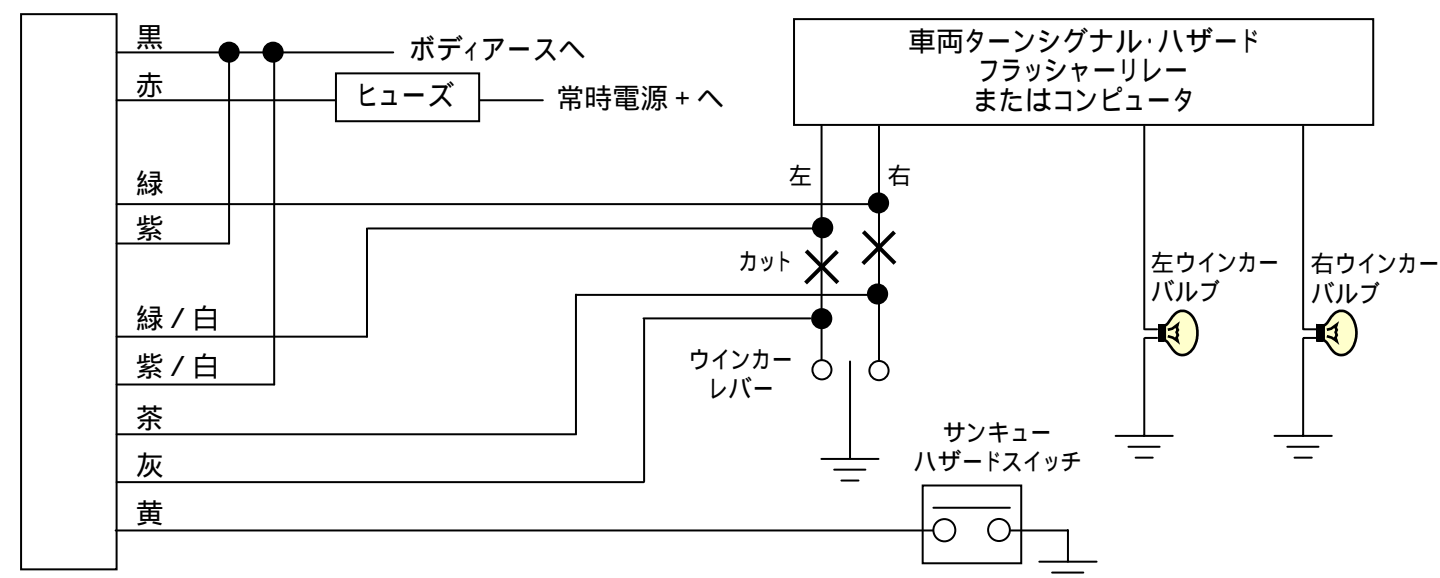 黒
ボディアースへ
赤
ヒューズ
常時電源 + へ
車両ターンシグナル・ハザード
フラッシャーリレー
またはコンピュータ
緑
左
右
紫
カット
左ウインカー
バルブ
右ウインカー
バルブ
緑 / 白
紫 / 白
ウインカー
レバー
茶
灰
サンキュー
ハザードスイッチ
黄